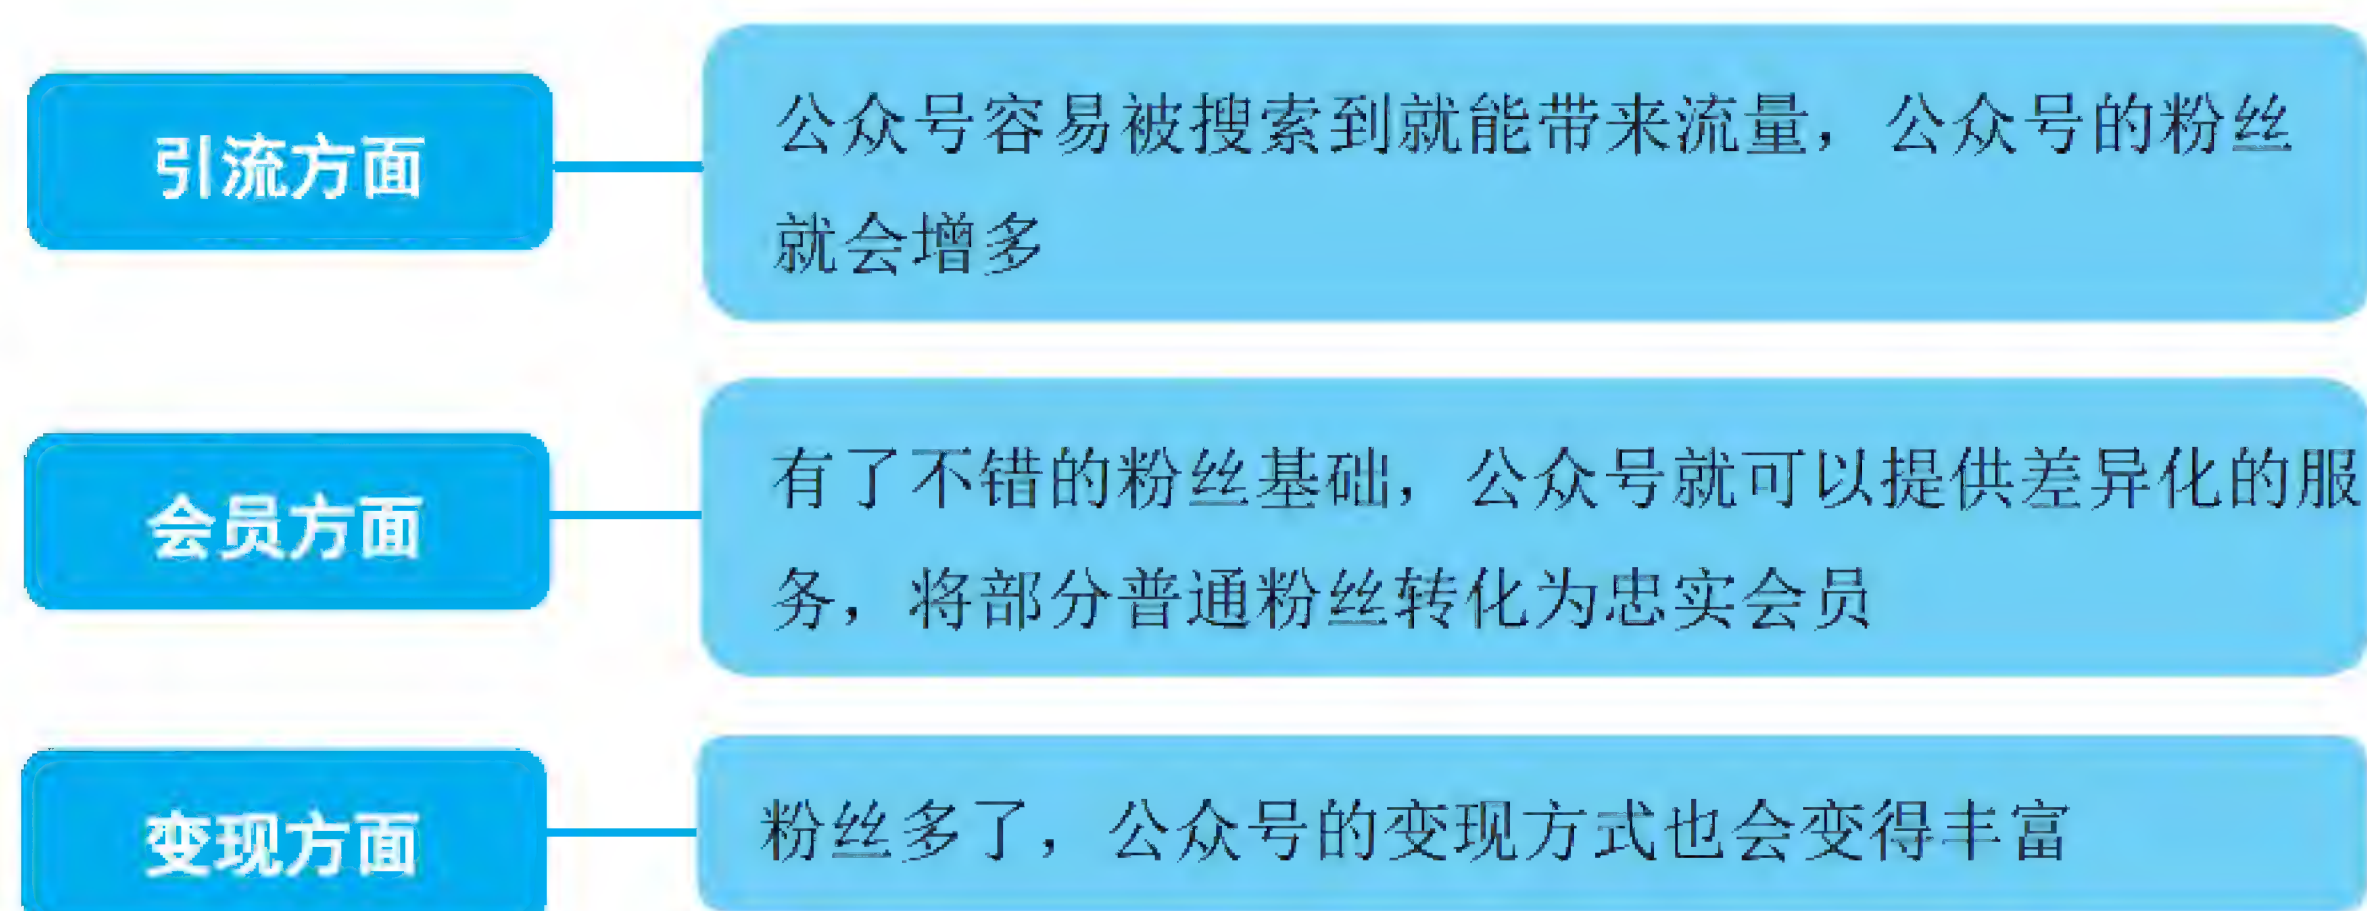 引流方面
公众号容易被搜索到就能带来流量，公众号的粉丝
就会增多
会员方面
有了不错的粉丝基础，公众号就可以提供差异化的服
务，将部分普通粉丝转化为忠实会员
变现方面
粉丝多了，公众号的变现方式也会变得丰富